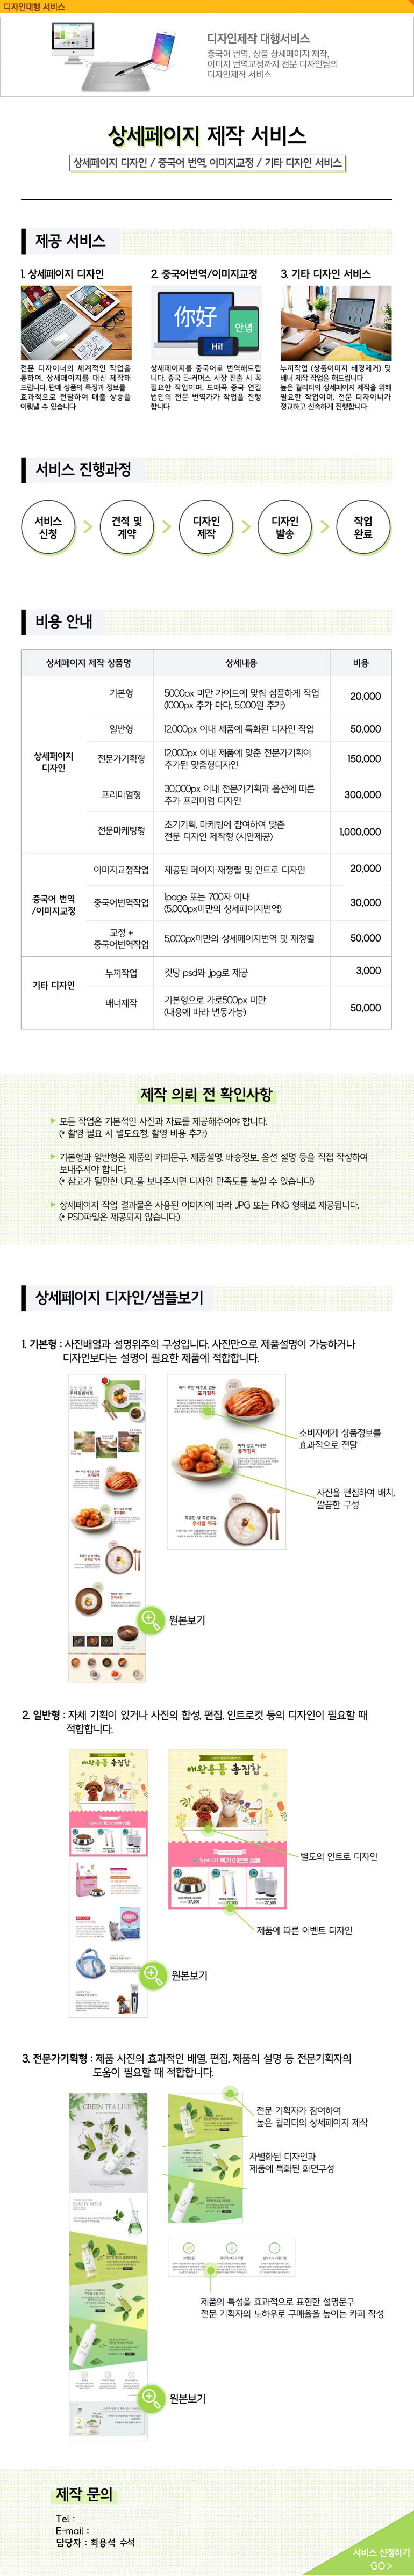 디자인대행 서비스
디자인제작 대행서비스
중국어 번역, 상품 상세페이지 제작,
이미지 번역교정까지 전문 디자인팀의
디자인제작 서비스
상세페이지 제작 서비스
상세페이지 디자인 / 중국어 번역, 이미지교정 / 기타 디자인 서비스
제공 서비스
1. 상세페이지 디자인
전문 디자이너의 체계적인 작업을
통하여, 상세페이지를 대신 제작해
드립니다. 판매 상품의 특징과 정보를
효과적으로 전달하여 매출 상승을
이뤄낼 수 있습니다
2. 중국어번역/이미지교정
你好
안녕
Hi!
상세페이지를 중국어로 번역해드립
니다. 중국 E-커머스 시장 진출 시 꼭
필요한 작업이며, 도매꾹 중국 연길
법인의 전문 번역가가 작업을 진행
합니다
3. 기타 디자인 서비스
누끼작업 (상품이미지 배경제거) 및
배너 제작 작업을 해드립니다
높은 퀄리티의 상세페이지 제작을 위해
필요한 작업이며, 전문 디자이너가
정교하고 신속하게 진행합니다
서비스 진행과정
서비스
신청
견적 및
계약
디자인
제작
디자인
발송
작업
완료
비용 안내
상세페이지 제작 상품명
상세내용
비용
상세페이지
디자인
기본형
5000px 미만 가이드에 맞춰 심플하게 작업
(1000px 추가 마다, 5,000원 추가)
20,000
일반형
12,000px 이내 제품에 특화된 디자인 작업
50,000
전문가기획형
12,000px 이내 제품에 맞춘 전문가기획이
추가된 맞춤형디자인
150,000
프리미엄형
30,000px 이내 전문가기획과 옵션에 따른
추가 프리미엄 디자인
300,000
전문마케팅형
초기기획, 마케팅에 참여하여 맞춘
전문 디자인 제작형 (시안제공)
1,000,000
중국어 번역
/이미지교정
이미지교정작업
제공된 페이지 재정렬 및 인트로 디자인
20,000
중국어번역작업
1page 또는 700자 이내
(5,000px미만의 상세페이지번역)
30,000
교정 +
중국어번역작업
5,000px미만의 상세페이지번역 및 재정렬
50,000
기타 디자인
누끼작업
컷당 psd와 .jpg로 제공
3,000
배너제작
기본형으로 가로500px 미만
(내용에 따라 변동가능)
50,000
제작 의뢰 전 확인사항
▶ 모든 작업은 기본적인 사진과 자료를 제공해주어야 합니다.
(* 촬영 필요 시 별도요청, 촬영 비용 추가)
▶ 기본형과 일반형은 제품의 카피문구, 제품설명, 배송정보, 옵션 설명 등을 직접 작성하여
보내주셔야 합니다.
(* 참고가 될만한 URL을 보내주시면 디자인 만족도를 높일 수 있습니다)
▶ 상세페이지 작업 결과물은 사용된 이미지에 따라 JPG 또는 PNG 형태로 제공됩니다.
(* PSD파일은 제공되지 않습니다.)
상세페이지 디자인/샘플보기
1. 기본형 : 사진배열과 설명위주의 구성입니다. 사진만으로 제품설명이 가능하거나
디자인보다는 설명이 필요한 제품에 적합합니다.
속이 꽉찬 배추로 만든
포기김치
총각김치
특별한 날 특선메뉴
우리쌀 떡국
소비자에게 상품정보를
효과적으로 전달
사진을 편집하여 배치,
깔끔한 구성
원본보기
2. 일반형 : 자체 기획이 있거나 사진의 합성, 편집, 인트로컷 등의 디자인이 필요할 때
적합합니다.
애완용품 총집합
애완용품 총집합
Special 특가 이벤트 상품
별도의 인트로 디자인
제품에 따른 이벤트 디자인
원본보기
3. 전문가기획형 : 제품 사진의 효과적인 배열, 편집, 제품의 설명 등 전문기획자의
도움이 필요할 때 적합합니다.
GREEN TEA LINE
BEAUTY STYLE
GUIDE
전문 기획자가 참여하여
높은 퀄리티의 상세페이지 제작
차별화된 디자인과
제품에 특화된 화면구성
제품의 특성을 효과적으로 표현한 설명문구
전문 기획자의 노하우로 구매율을 높이는 카피 작성
원본보기
제작 문의
Tel :
E-mail :
담당자 : 최용석 수석
서비스 신청하기
GO >